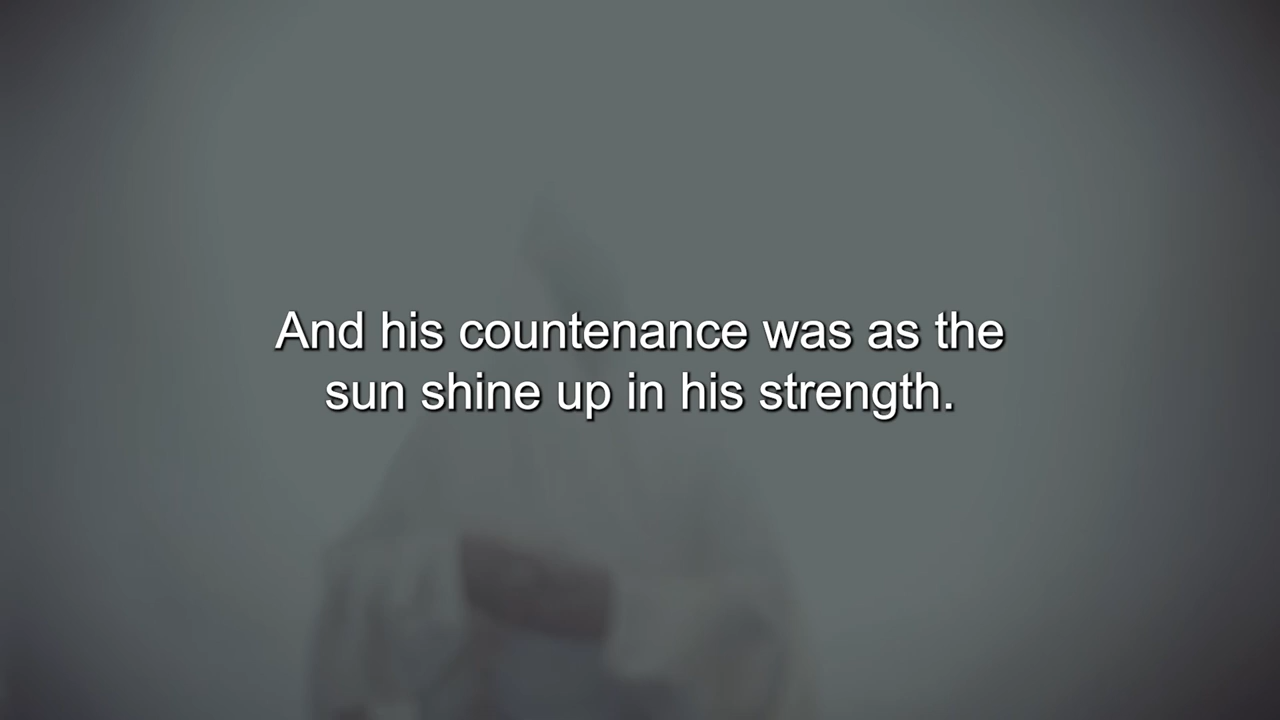 And his countenance was as the
sun shine up in his strength.